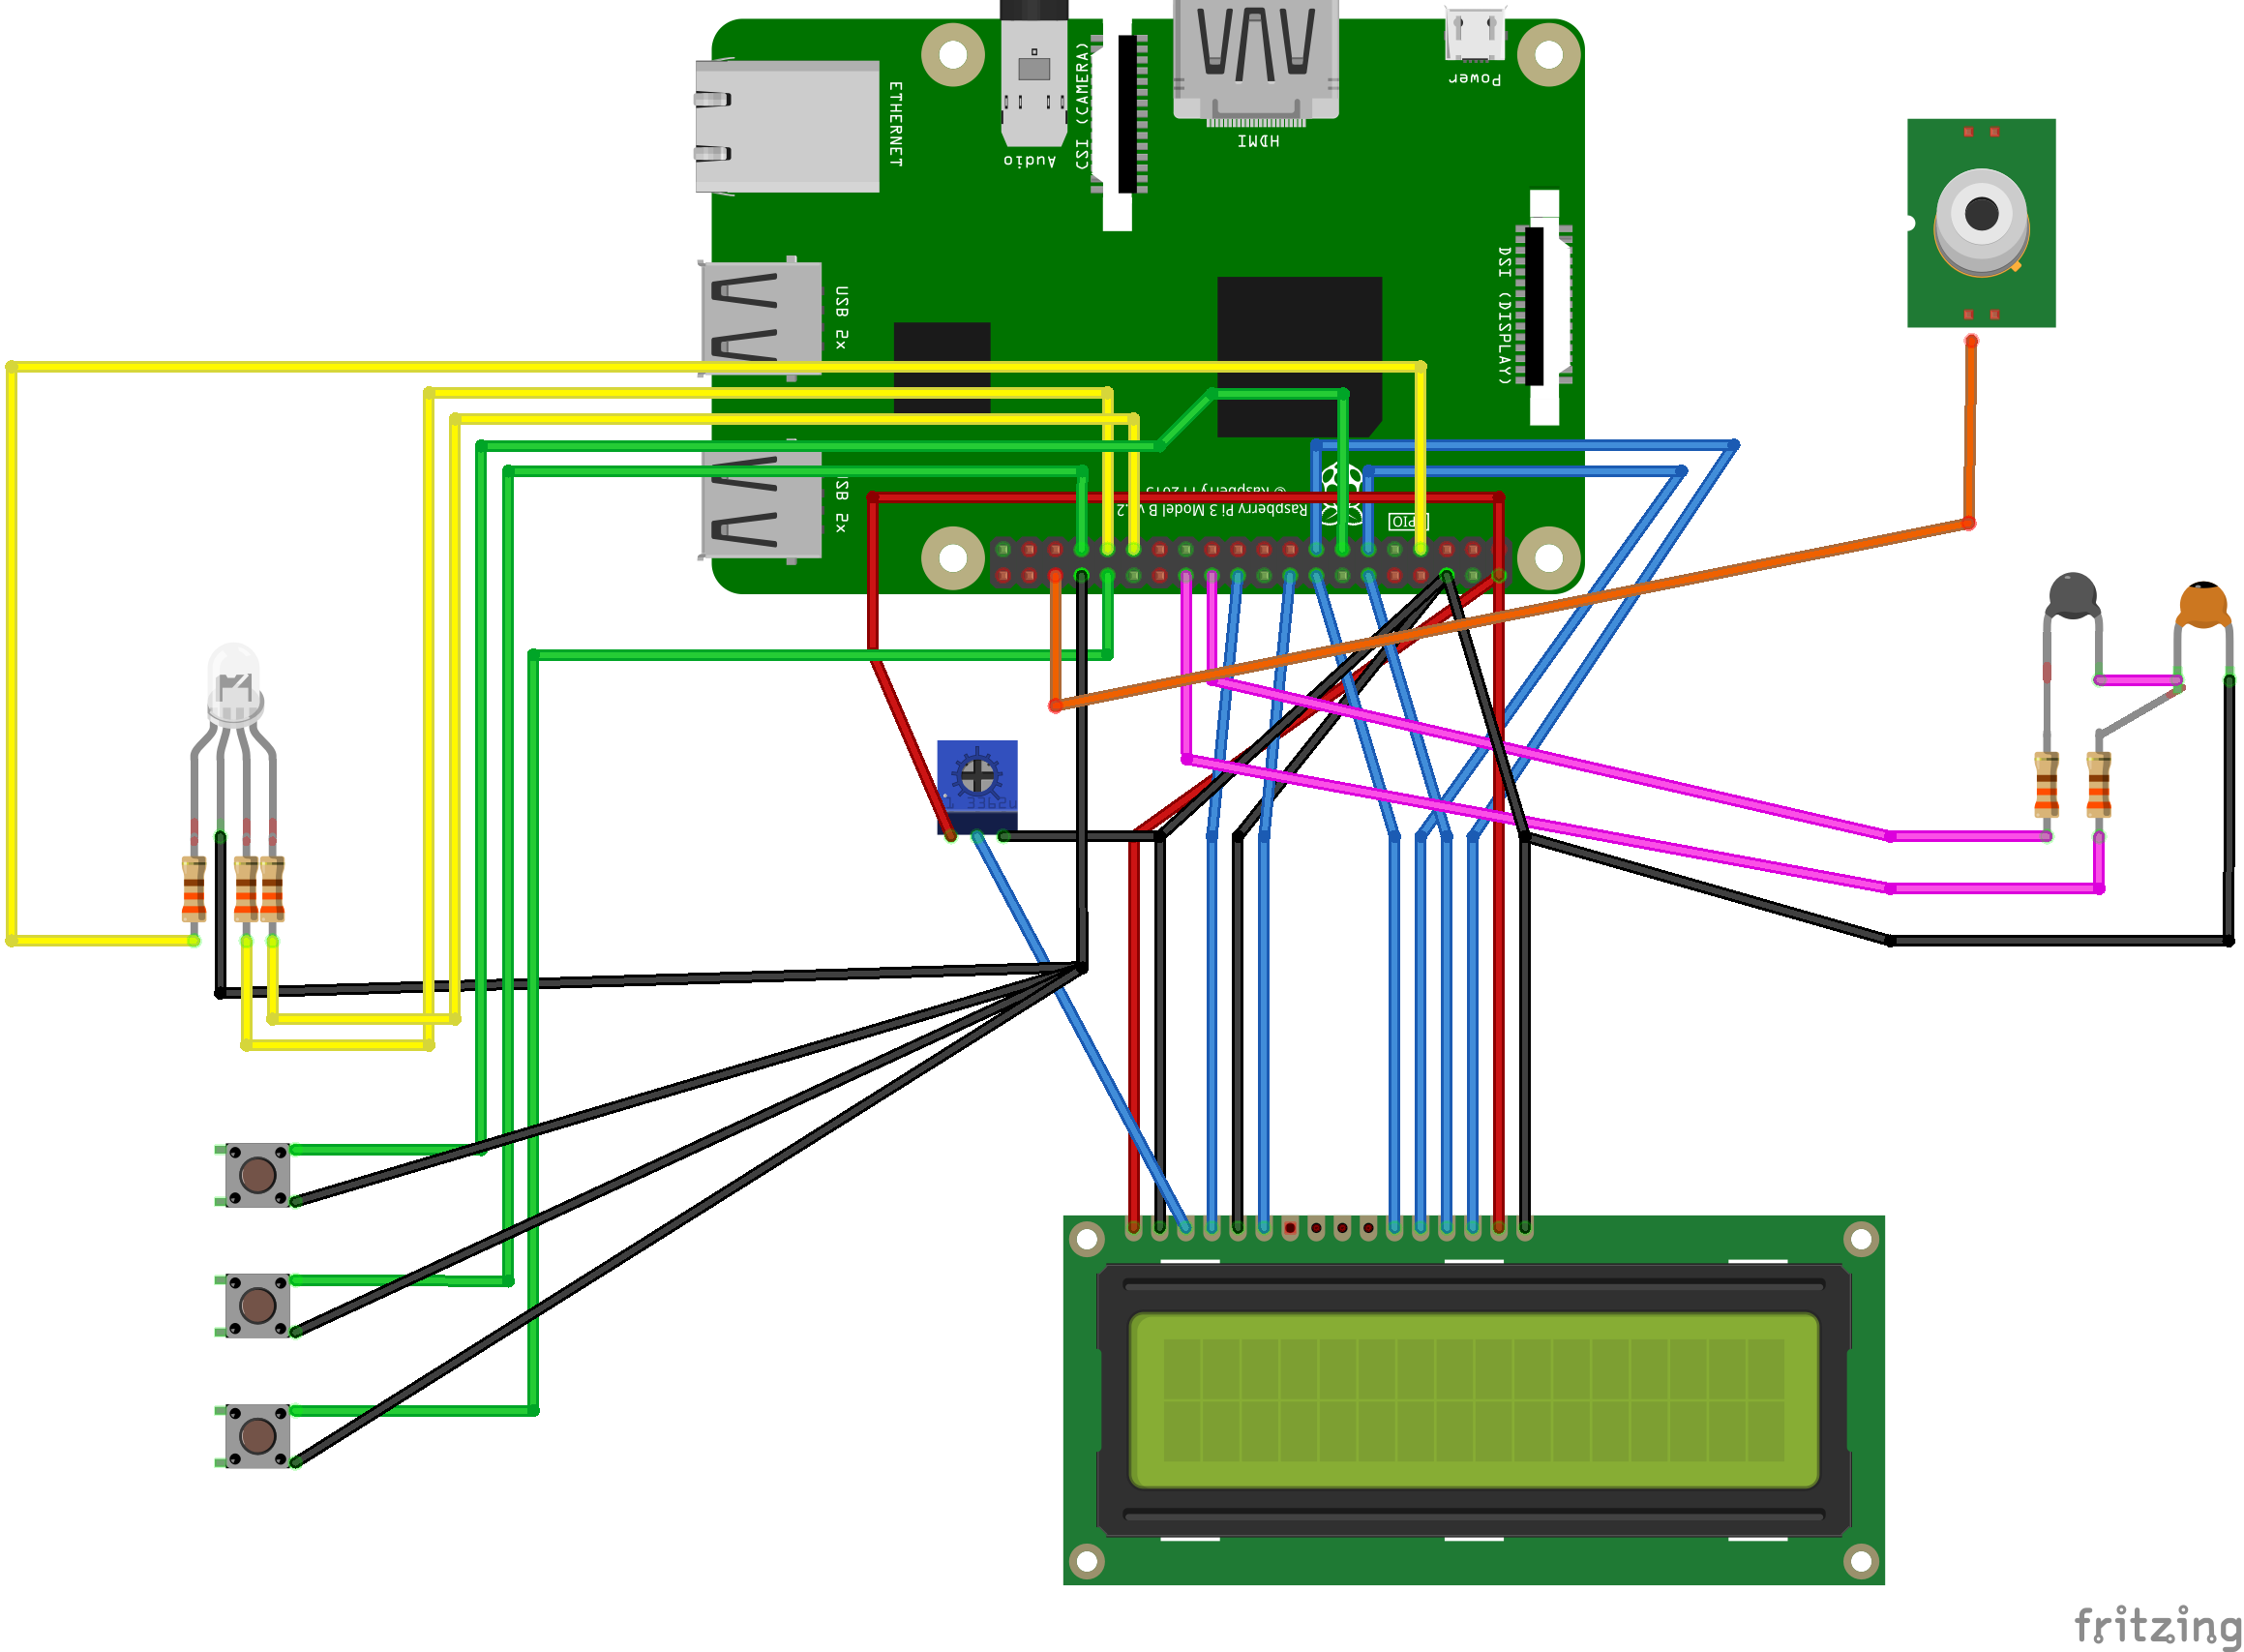 Power
ETHERNET
CSI (CAMERA)
HDMI
Audio
DSI (DISPLAY)
USB 2x
USB 2x
© Raspberry Pi 2015
Raspberry Pi 3 Model B v1.2
GPIO
fritzing